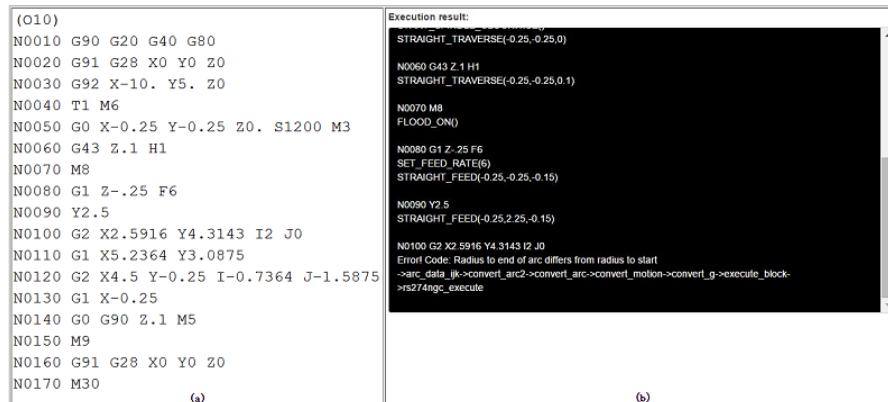 (O10)
N0010 G90 G20 G40 G80
N0020 G91 G28 X0 Y0 Z0
N0030 G92 X-10. Y5. Z0
N0040 T1 M6
N0050 G0 X-0.25 Y-0.25 Z0. S1200 M3
N0060 G43 Z.1 H1
N0070 M8
N0080 G1 Z-.25 F6
N0090 Y2.5
N0100 G2 X2.5916 Y4.3143 I2 J0
N0110 G1 X5.2364 Y3.0875
N0120 G2 X4.5 Y-0.25 I-0.7364 J-1.5875
N0130 G1 X-0.25
N0140 G0 G90 Z.1 M5
N0150 M9
N0160 G91 G28 X0 Y0 Z0
N0170 M30
(a)
Execution result:
STRAIGHT_TRAVERSE(-0.25,-0.25,0)
N0060 G43 Z.1 H1
STRAIGHT_TRAVERSE(-0.25,-0.25,0.1)
N0070 M8
FLOOD_ON()
N0080 G1 Z-.25 F6
SET_FEED_RATE(6)
STRAIGHT_FEED(-0.25,-0.25,-0.15)
N0090 Y2.5
STRAIGHT_FEED(-0.25,2.25,-0.15)
N0100 G2 X2.5916 Y4.3143 I2 J0
Error! Code: Radius to end of arc differs from radius to start
->arc_data_ijk->convert_arc2->convert_arc->convert_motion->convert_g->execute_block-
>rs274ngc_execute
(b)